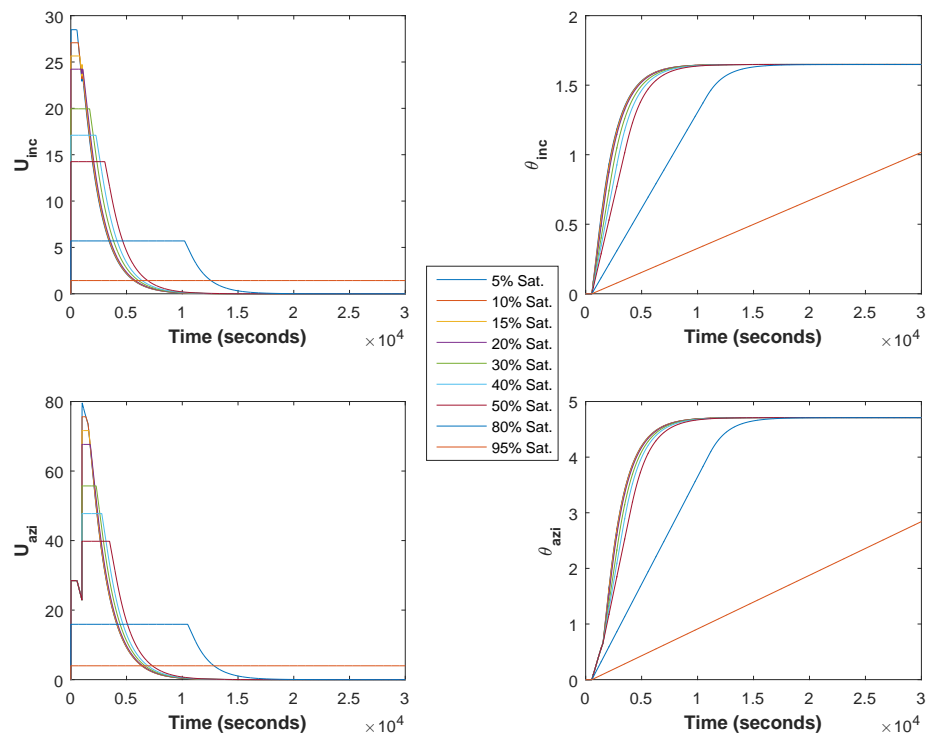 30
25
20
15
10
5
0
U_inc
0 0.5 1 1.5 2 2.5 3
Time (seconds)
×10^4
2
1.5
1
0.5
0
θ_inc
0 0.5 1 1.5 2 2.5 3
Time (seconds)
×10^4
5% Sat.
10% Sat.
15% Sat.
20% Sat.
30% Sat.
40% Sat.
50% Sat.
80% Sat.
95% Sat.
80
60
40
20
0
U_azi
0 0.5 1 1.5 2 2.5 3
Time (seconds)
×10^4
5
4
3
2
1
0
θ_azi
0 0.5 1 1.5 2 2.5 3
Time (seconds)
×10^4